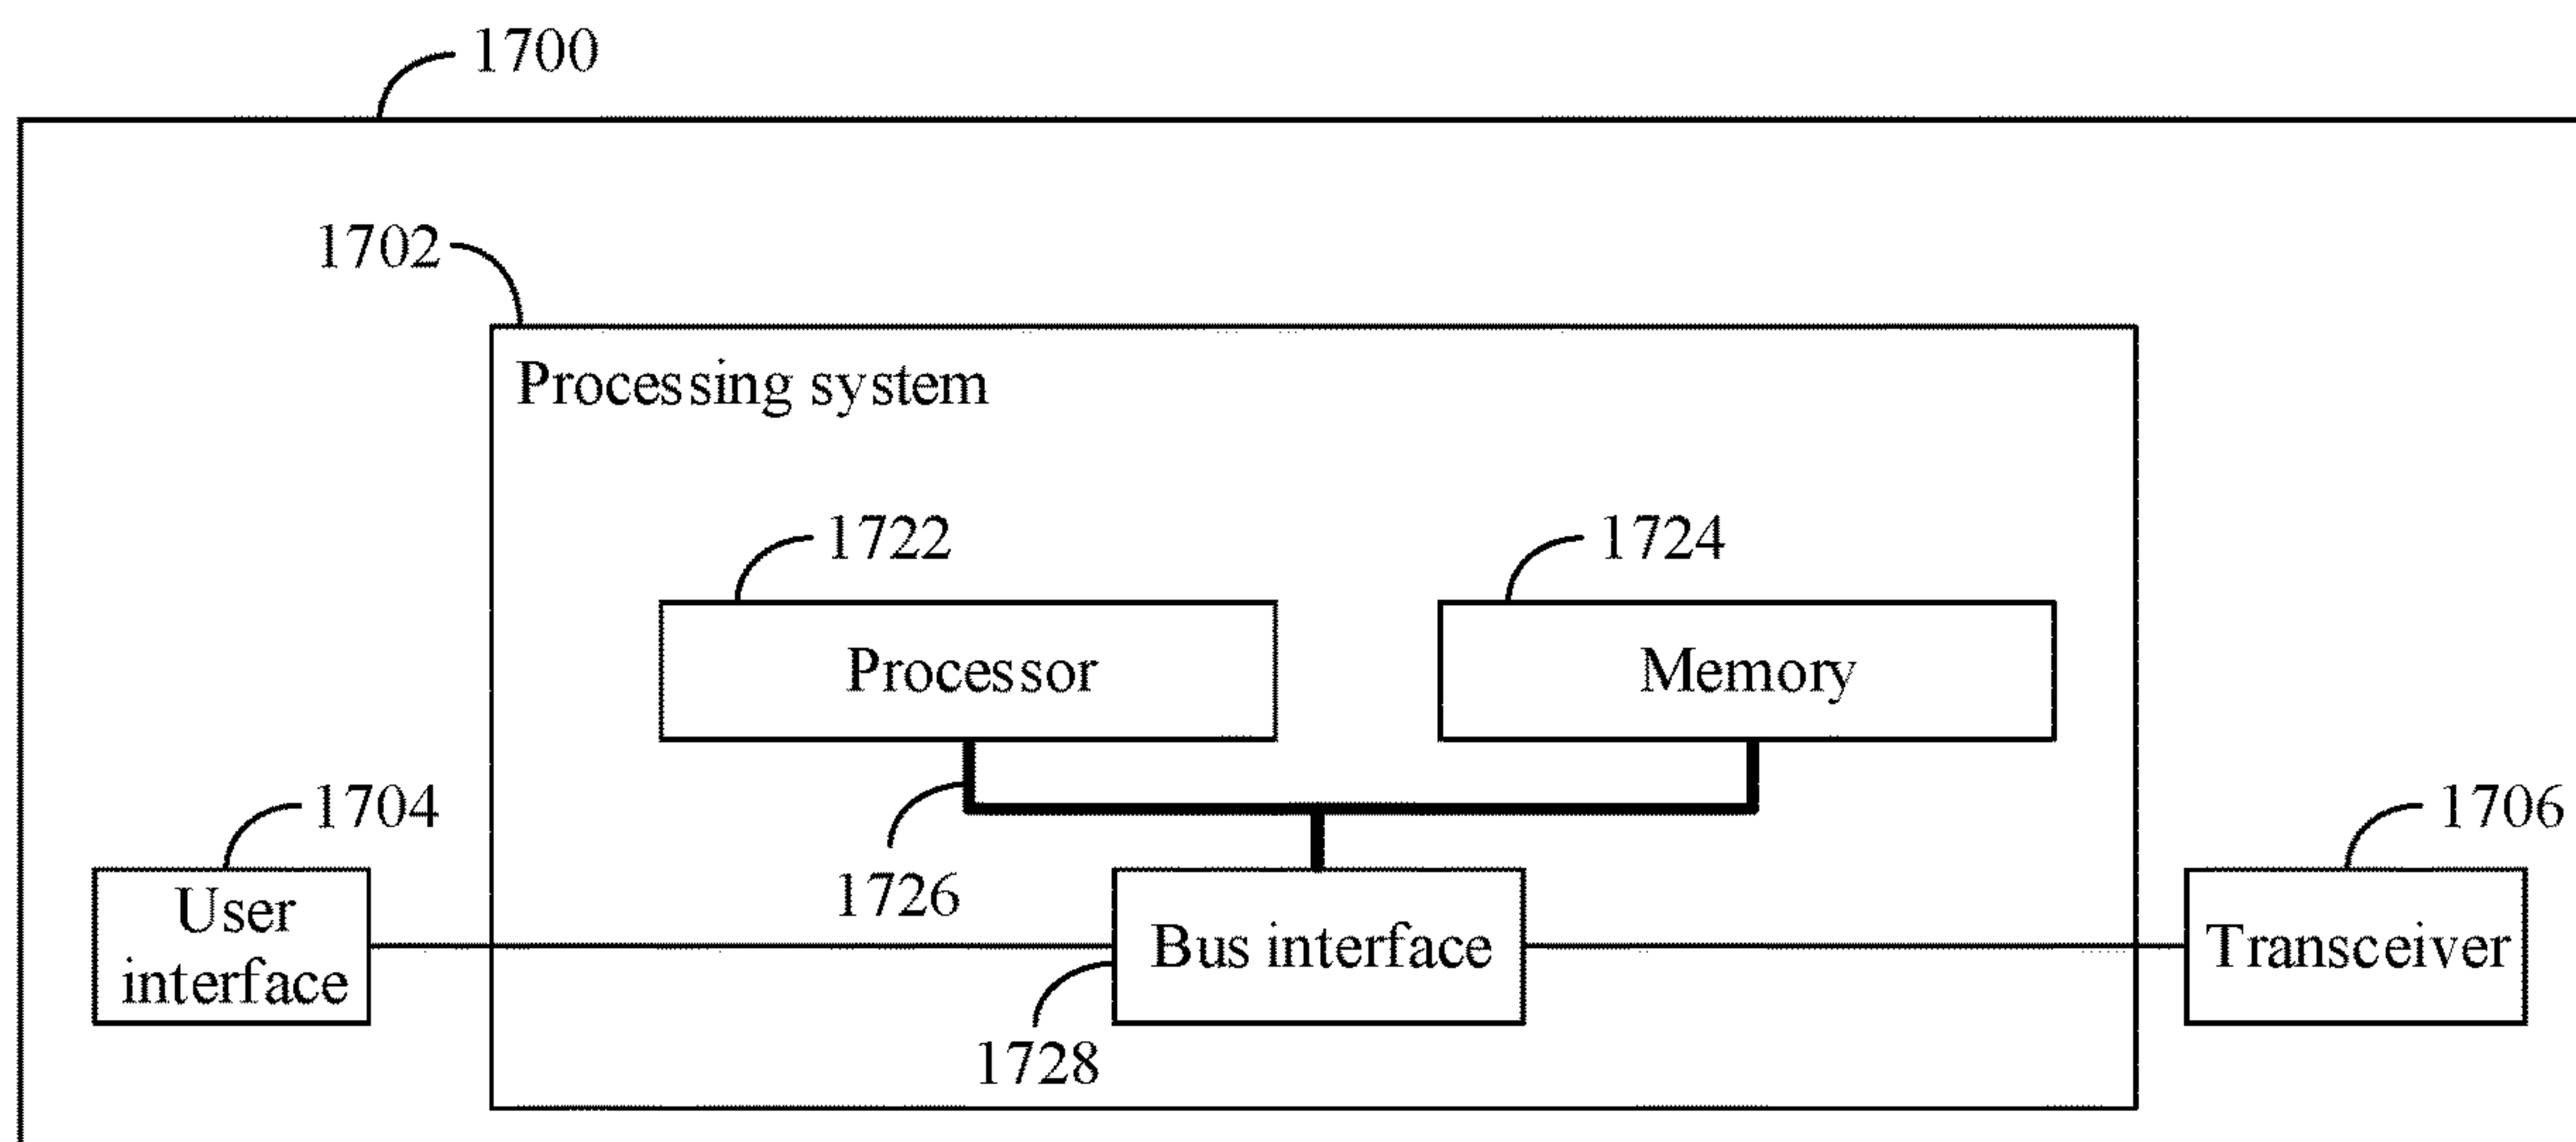 1700
1702
Processing system
1722
1724
Processor
Memory
1704
1706
1726
User
interface
Bus interface
Transceiver
1728